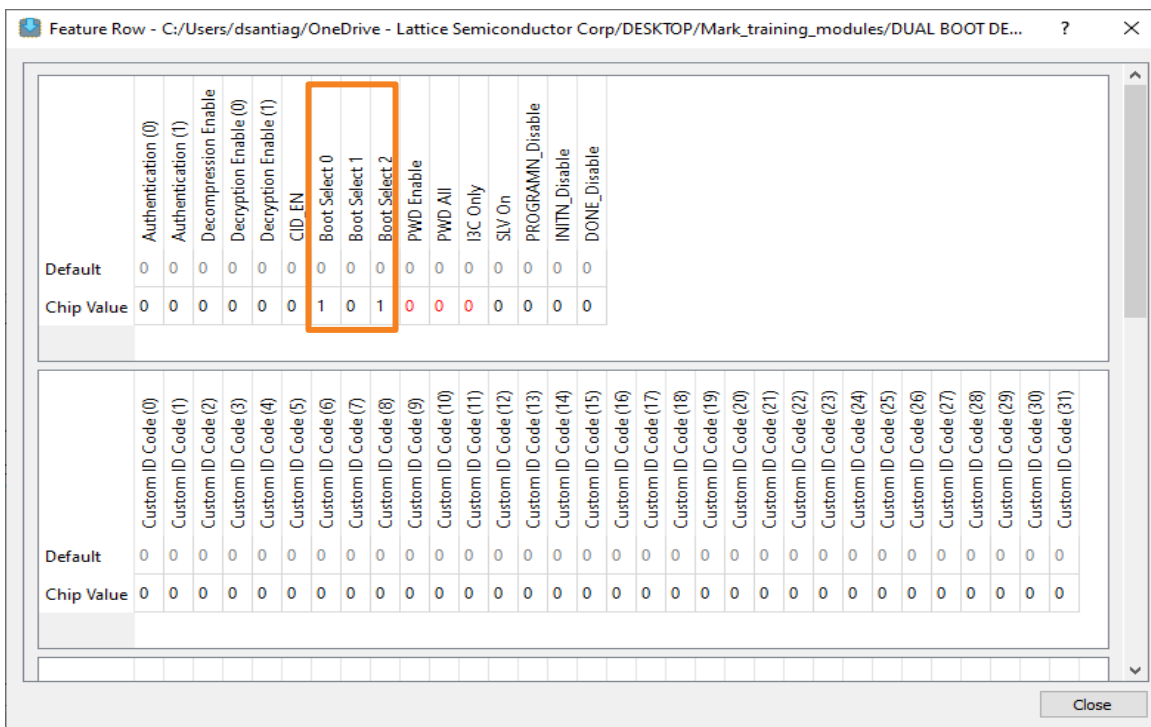 Feature Row - C:/Users/dsantiag/OneDrive - Lattice Semiconductor Corp/DESKTOP/Mark_training_modules/DUAL BOOT DE... ? ×
Authentication (0) Authentication (1) Decompression Enable Decryption Enable (0) Decryption Enable (1) CID_EN Boot Select 0 Boot Select 1 Boot Select 2 PWD Enable PWD All I3C Only SLV On PROGRAMN_Disable INITN_Disable DONE_Disable
Default 0 0 0 0 0 0 0 0 0 0 0 0 0 0 0 0
Chip Value 0 0 0 0 0 0 1 0 1 0 0 0 0 0 0 0
Custom ID Code (0) Custom ID Code (1) Custom ID Code (2) Custom ID Code (3) Custom ID Code (4) Custom ID Code (5) Custom ID Code (6) Custom ID Code (7) Custom ID Code (8) Custom ID Code (9) Custom ID Code (10) Custom ID Code (11) Custom ID Code (12) Custom ID Code (13) Custom ID Code (14) Custom ID Code (15) Custom ID Code (16) Custom ID Code (17) Custom ID Code (18) Custom ID Code (19) Custom ID Code (20) Custom ID Code (21) Custom ID Code (22) Custom ID Code (23) Custom ID Code (24) Custom ID Code (25) Custom ID Code (26) Custom ID Code (27) Custom ID Code (28) Custom ID Code (29) Custom ID Code (30) Custom ID Code (31)
Default 0 0 0 0 0 0 0 0 0 0 0 0 0 0 0 0 0 0 0 0 0 0 0 0 0 0 0 0 0 0 0 0
Chip Value 0 0 0 0 0 0 0 0 0 0 0 0 0 0 0 0 0 0 0 0 0 0 0 0 0 0 0 0 0 0 0 0
Close